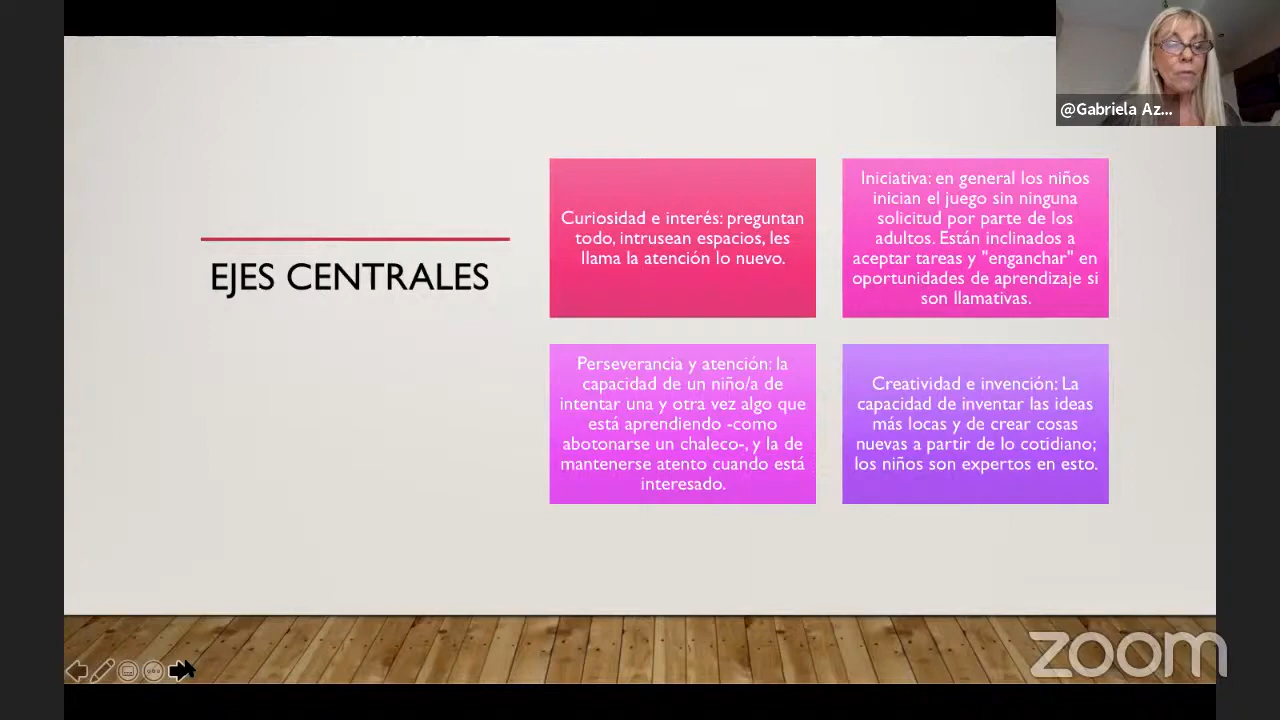 @Gabriela Az...
EJES CENTRALES
Curiosidad e interés: preguntan
todo, intrusean espacios, les
llama la atención lo nuevo.
Iniciativa: en general los niños
inician el juego sin ninguna
solicitud por parte de los
adultos. Están inclinados a
aceptar tareas y "enganchar" en
oportunidades de aprendizaje si
son llamativas.
Perseverancia y atención: la
capacidad de un niño/a de
intentar una y otra vez algo que
está aprendiendo -como
abotonarse un chaleco-, y la de
mantenerse atento cuando está
interesado.
Creatividad e invención: La
capacidad de inventar las ideas
más locas y de crear cosas
nuevas a partir de lo cotidiano;
los niños son expertos en esto.
zoom